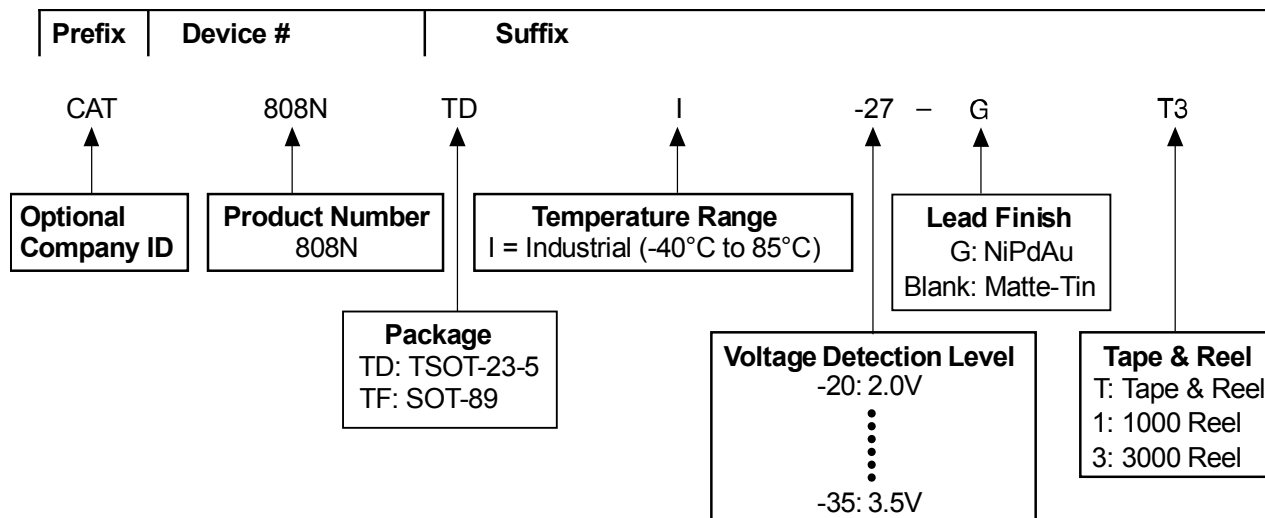 Prefix Device # Suffix
CAT 808N TD I -27 – G T3
Optional
Company ID
Product Number
808N
Temperature Range
I = Industrial (-40°C to 85°C)
Lead Finish
G: NiPdAu
Blank: Matte-Tin
Package
TD: TSOT-23-5
TF: SOT-89
Voltage Detection Level
-20: 2.0V
-35: 3.5V
Tape & Reel
T: Tape & Reel
1: 1000 Reel
3: 3000 Reel